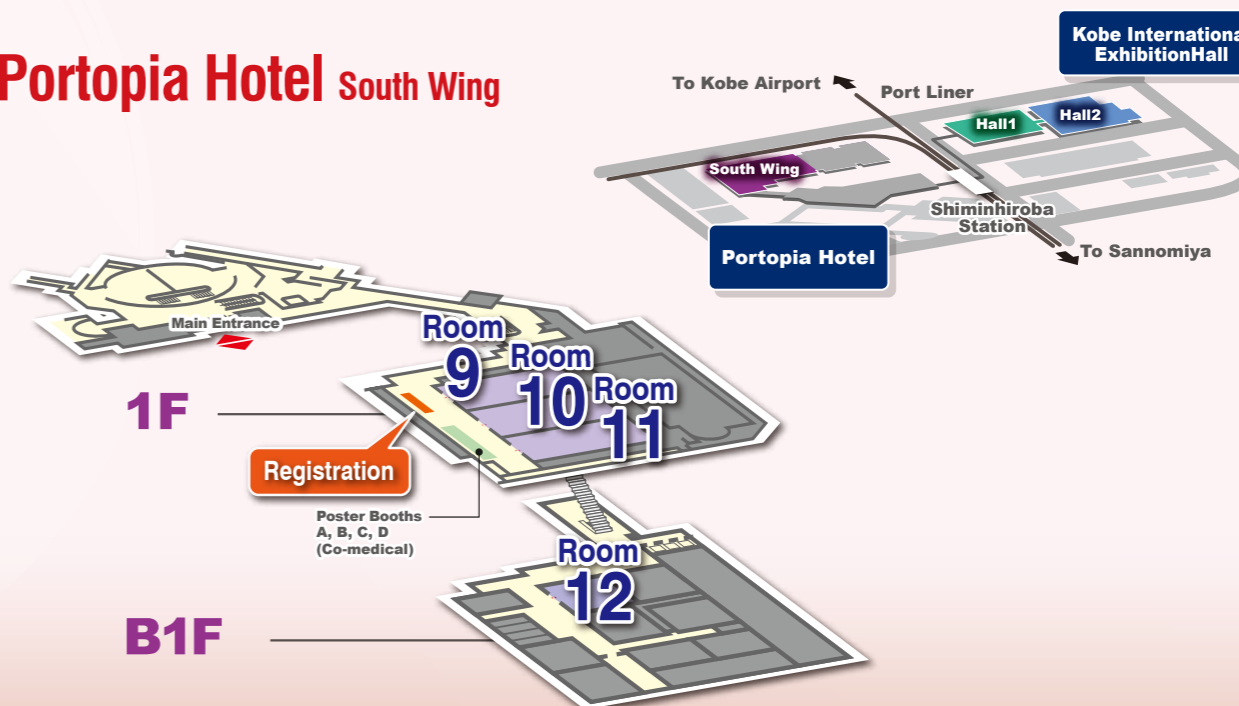 Portopia Hotel South Wing
Kobe Internationa
ExhibitionHall
To Kobe Airport
Port Liner
Hall1
Hall2
South Wing
Shiminhiroba
Station
Portopia Hotel
To Sannomiya
Main Entrance
Room
9
Room
10
Room
11
1F
Registration
Poster Booths
A, B, C, D
(Co-medical)
Room
12
B1F